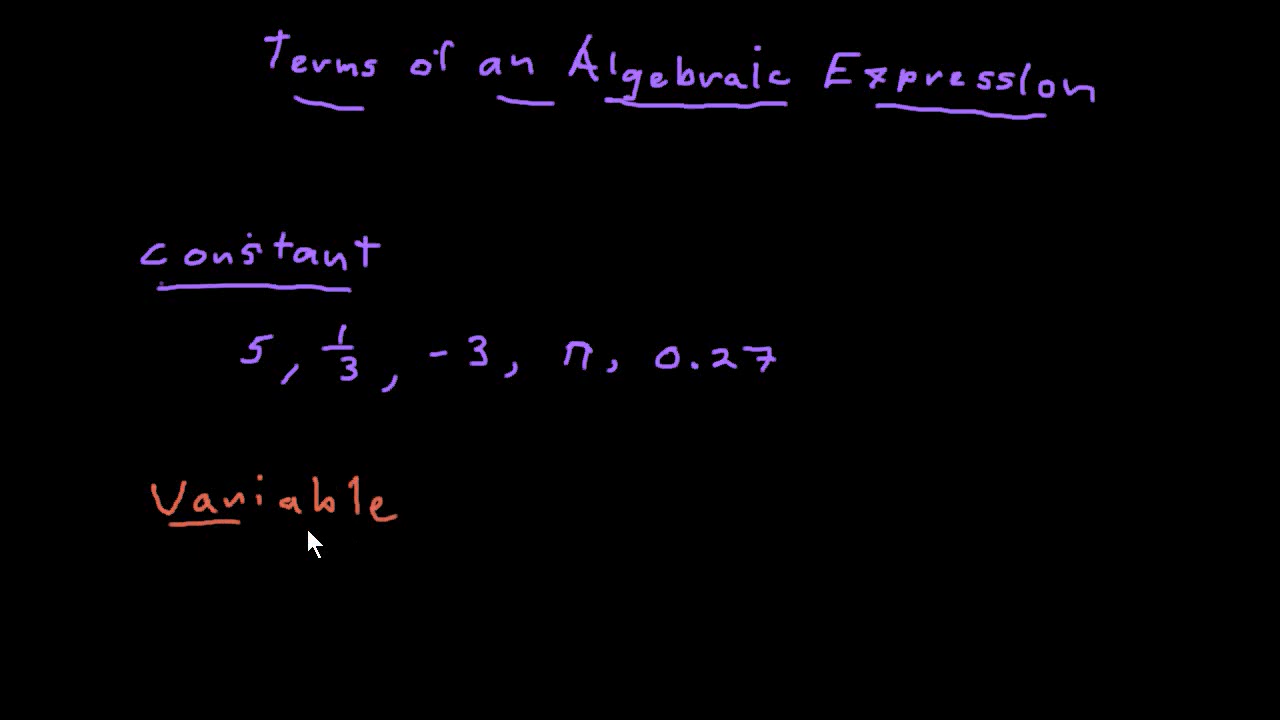 Terms of an Algebraic Expression
constant
5, 1/3, -3, π, 0.27
Variable